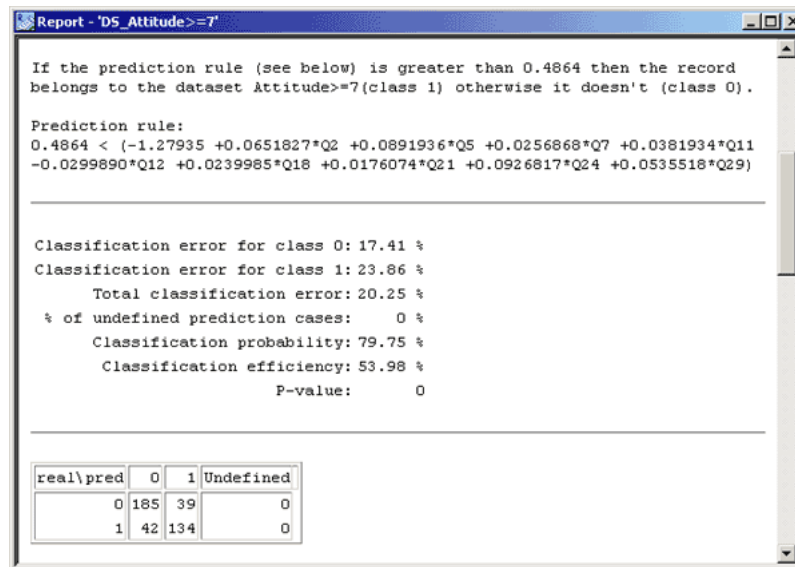 Report - 'DS_Attitude>=7'
If the prediction rule (see below) is greater than 0.4864 then the record
belongs to the dataset Attitude>=7(class 1) otherwise it doesn't (class 0).
Prediction rule:
0.4864 < (-1.27935 +0.0651827*Q2 +0.0891936*Q5 +0.0256868*Q7 +0.0381934*Q11
-0.0299890*Q12 +0.0239985*Q18 +0.0176074*Q21 +0.0926817*Q24 +0.0535518*Q29)
Classification error for class 0: 17.41 %
Classification error for class 1: 23.86 %
Total classification error: 20.25 %
% of undefined prediction cases: 0 %
Classification probability: 79.75 %
Classification efficiency: 53.98 %
P-value: 0
real\pred 0 1 Undefined
0 185 39 0
1 42 134 0